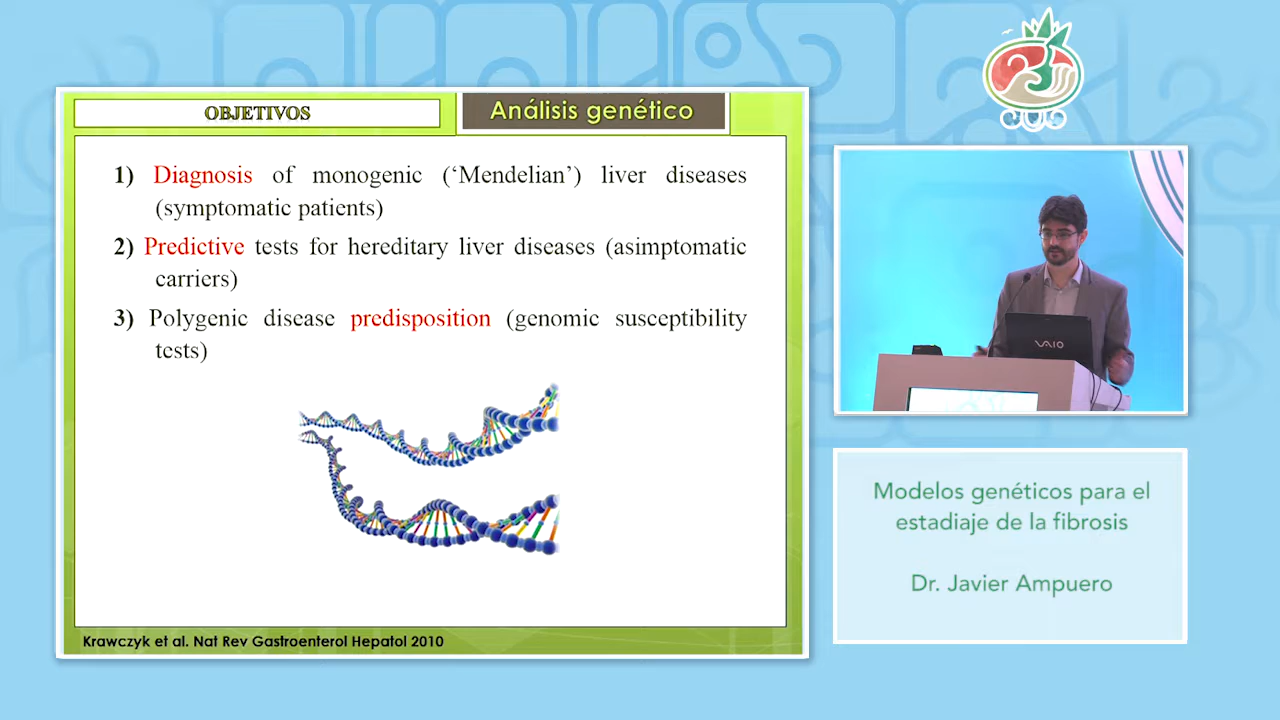 OBJETIVOS
Análisis genético
1) Diagnosis of monogenic (‘Mendelian’) liver diseases
(symptomatic patients)
2) Predictive tests for hereditary liver diseases (asimptomatic
carriers)
3) Polygenic disease predisposition (genomic susceptibility
tests)
Krawczyk et al. Nat Rev Gastroenterol Hepatol 2010
VAIO
Modelos genéticos para el
estadiaje de la fibrosis
Dr. Javier Ampuero